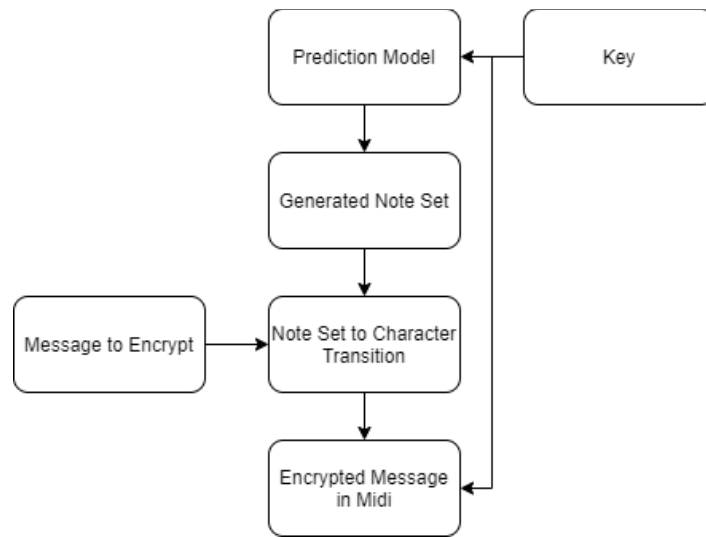 Prediction Model
Key
Generated Note Set
Message to Encrypt
Note Set to Character
Transition
Encrypted Message
in Midi